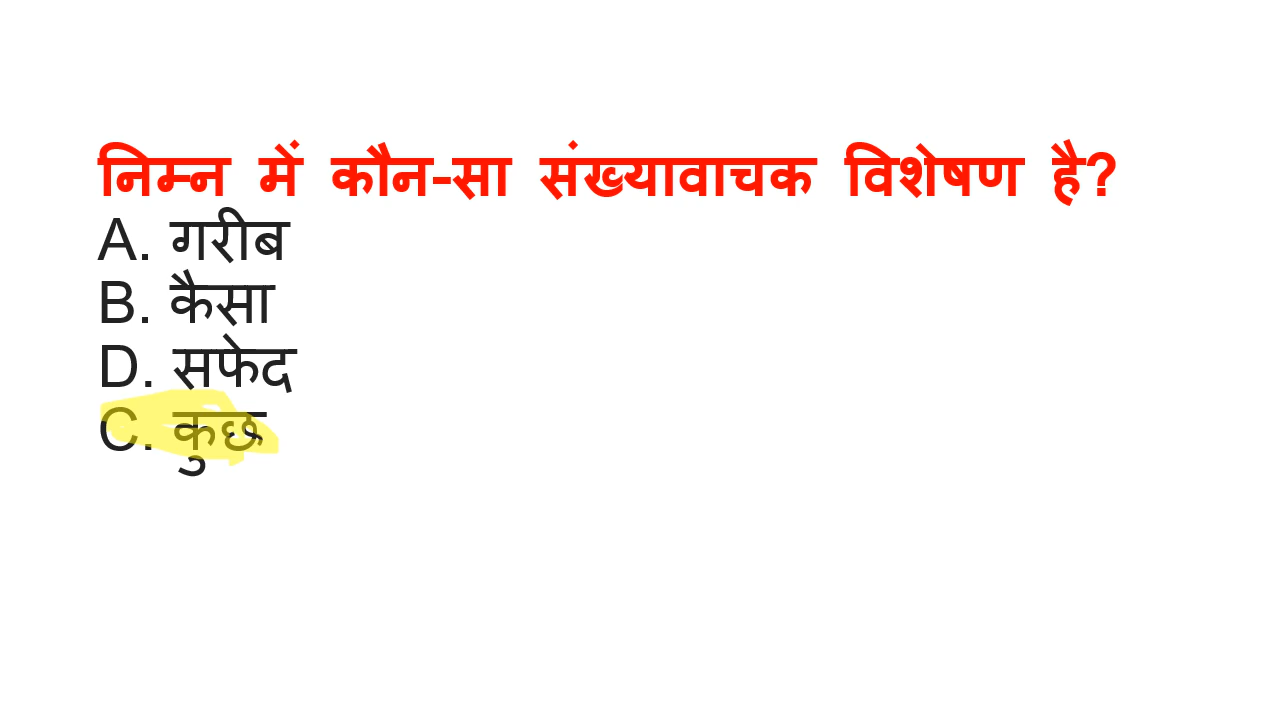 निम्न में कौन-सा संख्यावाचक विशेषण है?
A. गरीब
B. कैसा
D. सफेद
C. कुछ